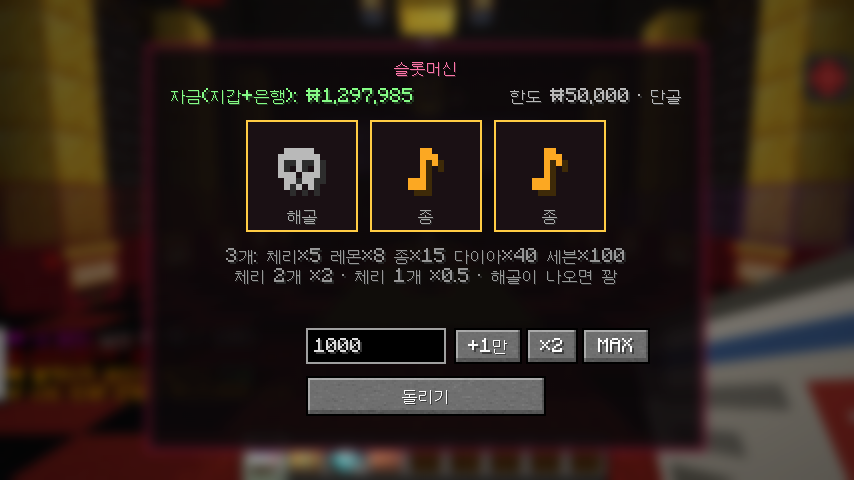 슬롯머신
자금(지갑+은행): ₩1,297,985 한도 ₩50,000 · 단골
해골 종 종
3개: 체리×5 레몬×8 종×15 다이아×40 세븐×100
체리 2개 ×2 · 체리 1개 ×0.5 · 해골이 나오면 꽝
1000 +1만 ×2 MAX
돌리기